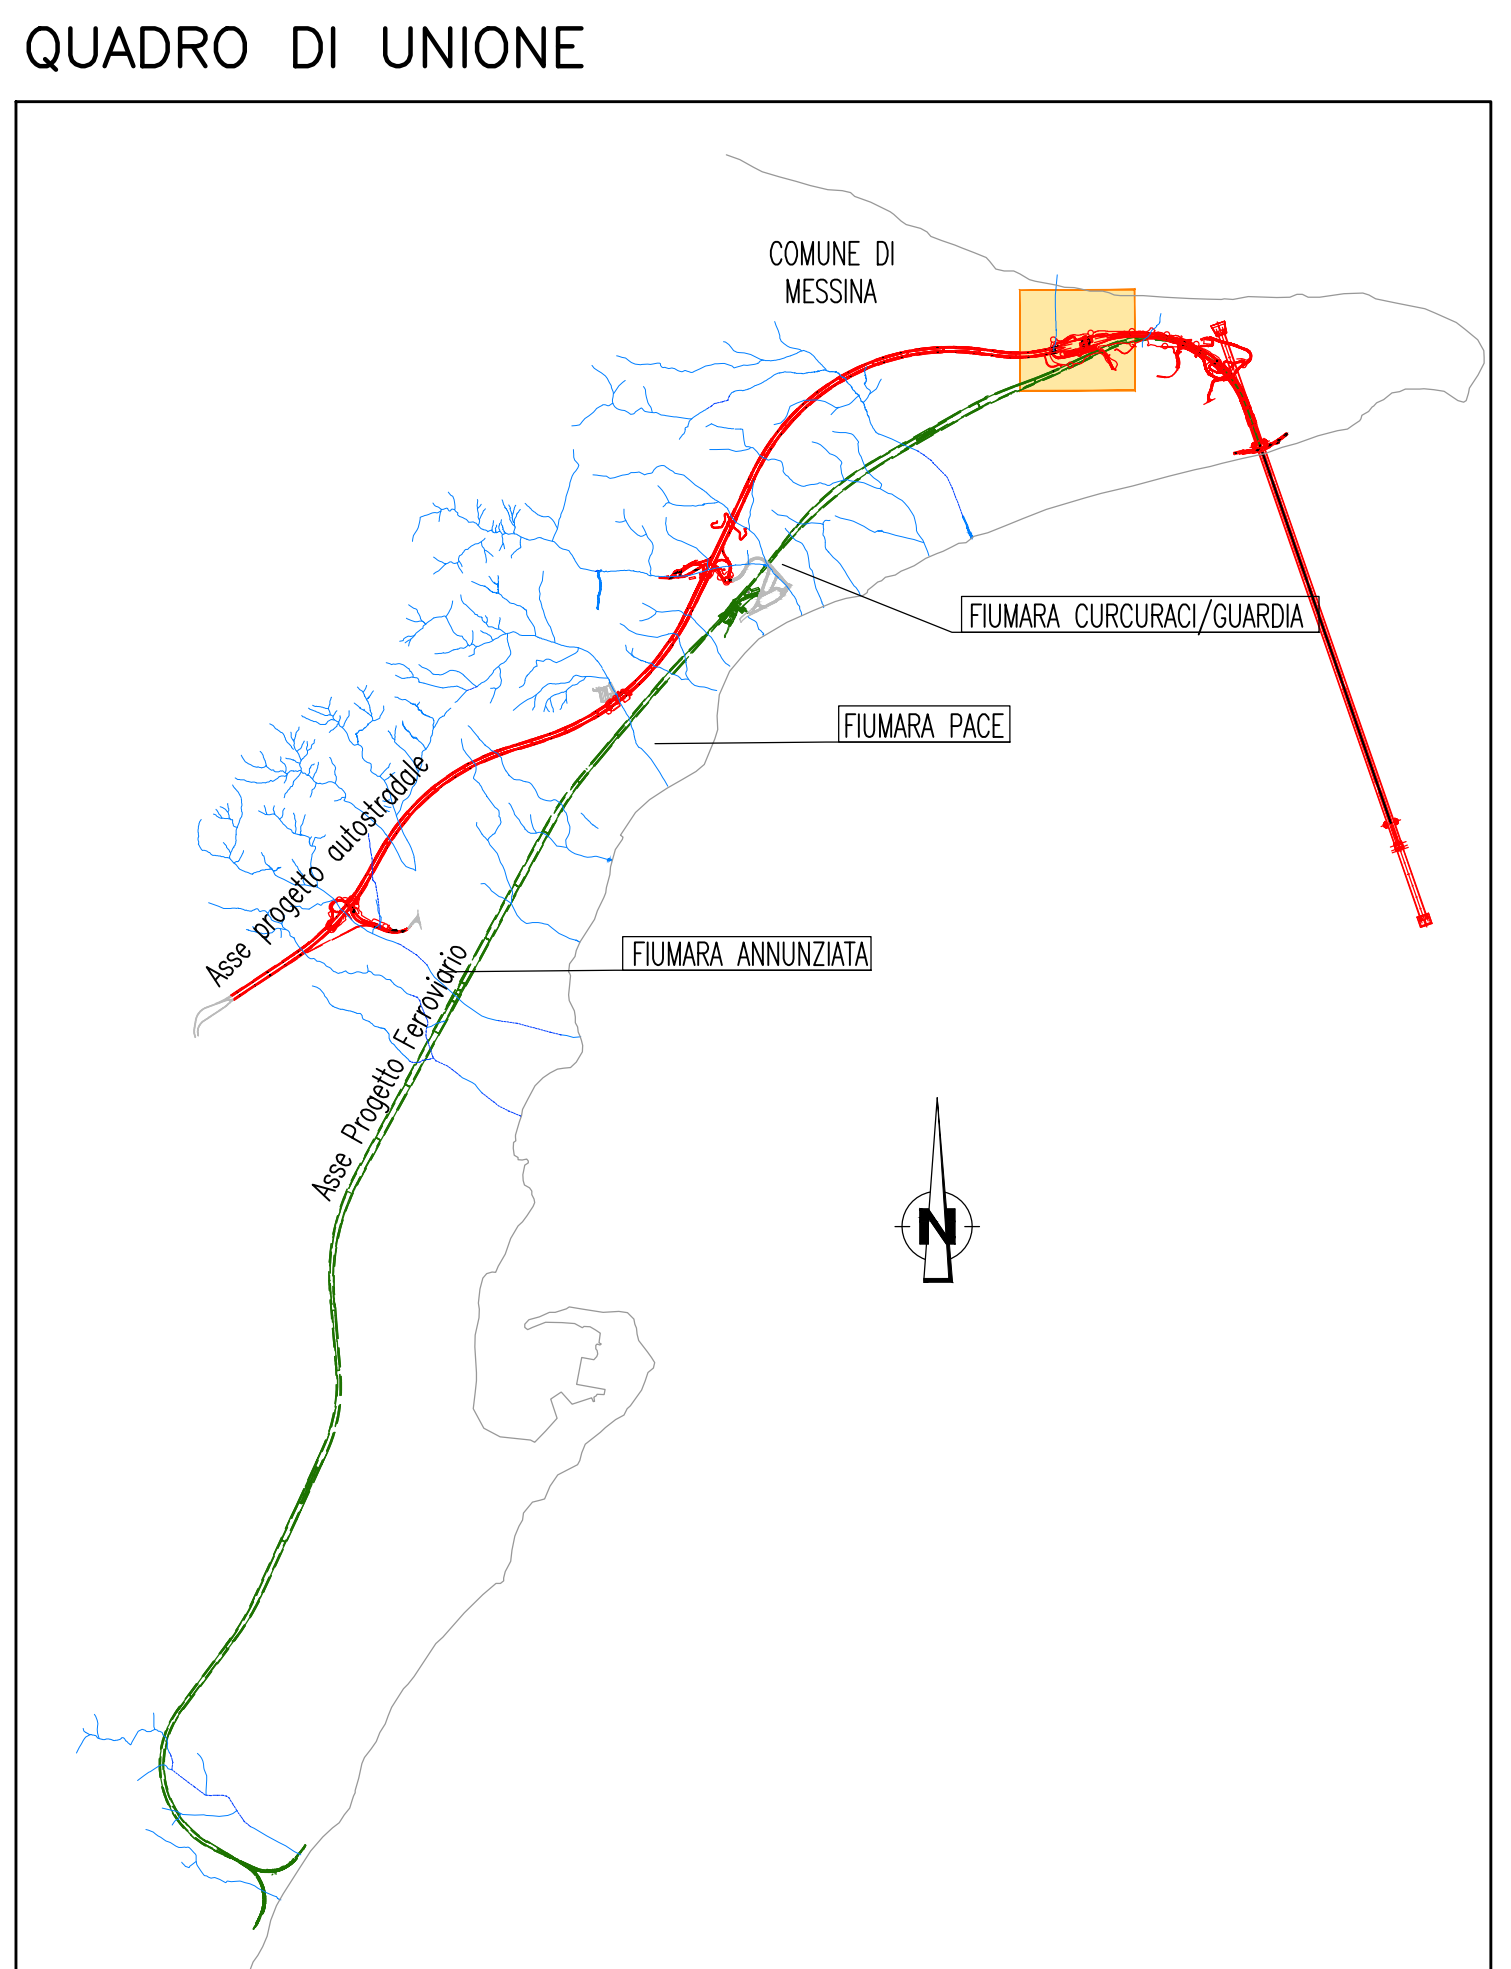 QUADRO DI UNIONE
COMUNE DI
MESSINA
FIUMARA CURCURACI/GUARDIA
FIUMARA PACE
Asse progetto autostradale
FIUMARA ANNUNZIATA
Asse Progetto Ferroviario
N